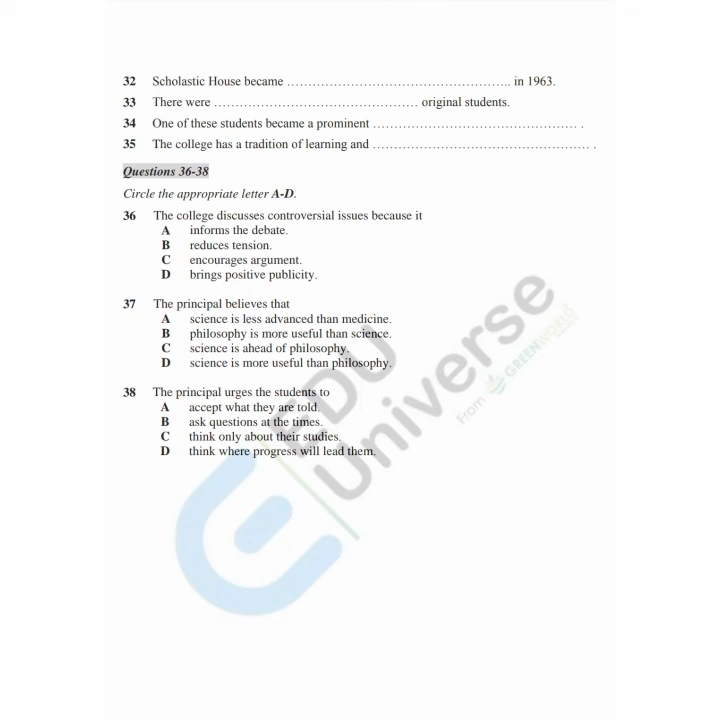 32 Scholastic House became …………………………………………….. in 1963.
33 There were ………………………………………… original students.
34 One of these students became a prominent ………………………………………… .
35 The college has a tradition of learning and …………………………………………… .
Questions 36-38
Circle the appropriate letter A-D.
36 The college discusses controversial issues because it
A informs the debate.
B reduces tension.
C encourages argument.
D brings positive publicity.
37 The principal believes that
A science is less advanced than medicine.
B philosophy is more useful than science.
C science is ahead of philosophy.
D science is more useful than philosophy.
38 The principal urges the students to
A accept what they are told.
B ask questions at the times.
C think only about their studies.
D think where progress will lead them.
EDU
Universe
From GREENWORLD